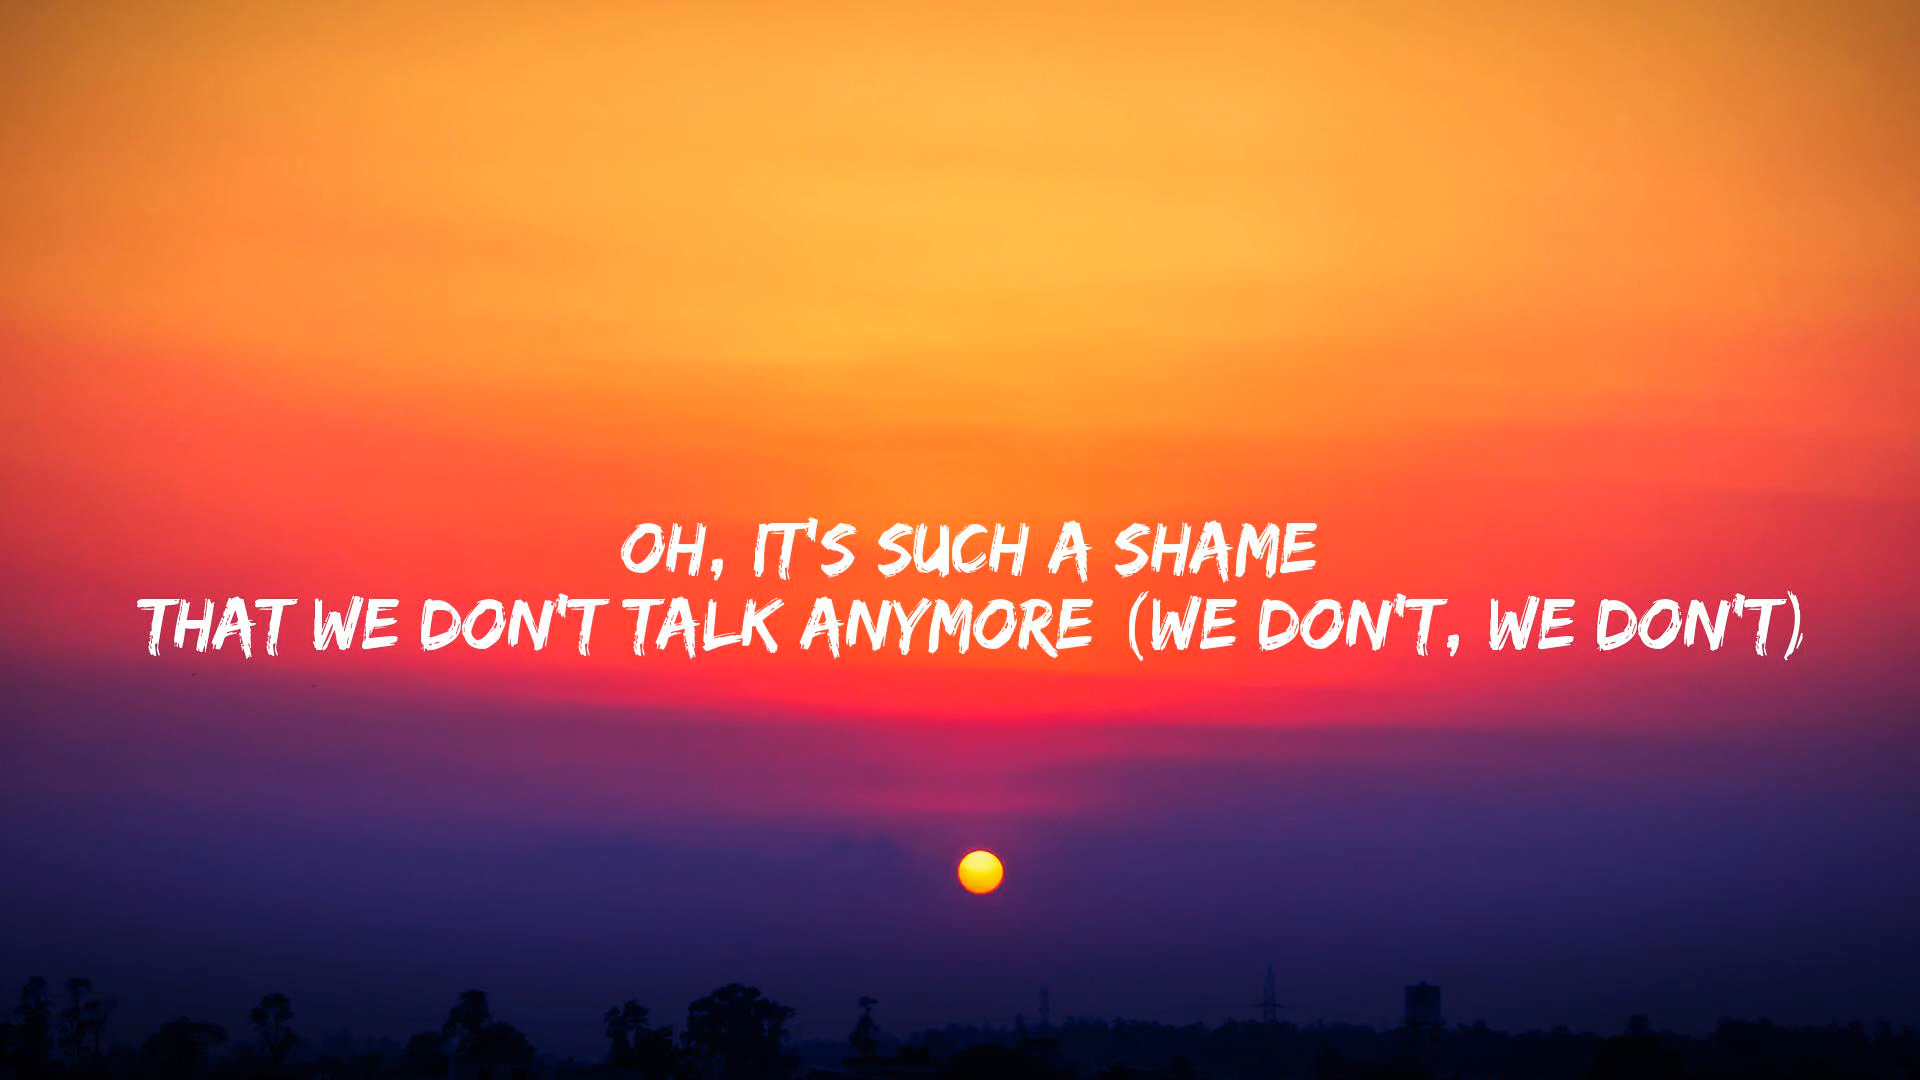 OH, IT'S SUCH A SHAME
THAT WE DON'T TALK ANYMORE (WE DON'T, WE DON'T)